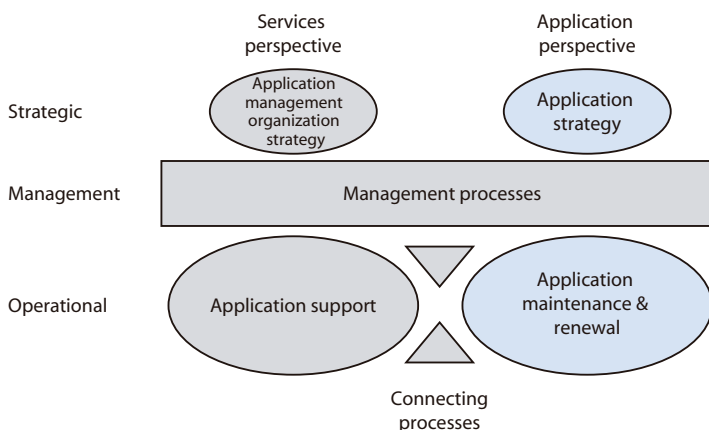 Services
perspective
Application
perspective
Strategic
Application
management
organization
strategy
Application
strategy
Management
Management processes
Operational
Application support
Application
maintenance &
renewal
Connecting
processes